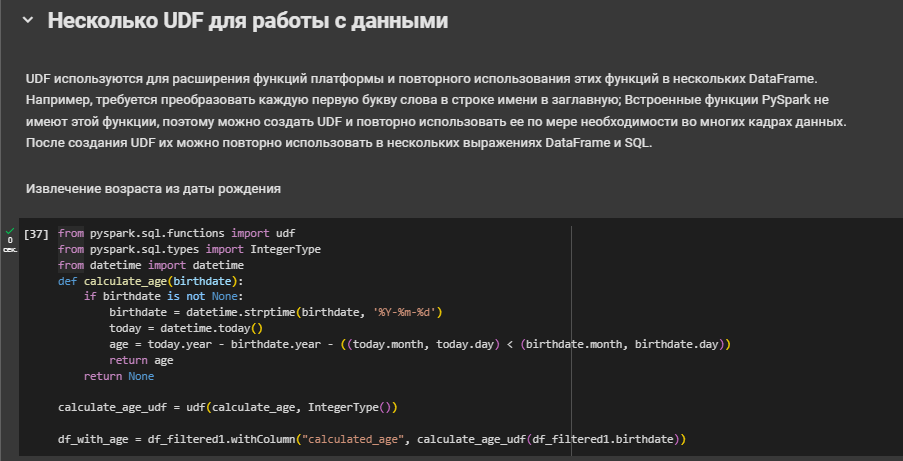 Несколько UDF для работы с данными
UDF используются для расширения функций платформы и повторного использования этих функций в нескольких DataFrame.
Например, требуется преобразовать каждую первую букву слова в строке имени в заглавную; Встроенные функции PySpark не
имеют этой функции, поэтому можно создать UDF и повторно использовать ее по мере необходимости во многих кадрах данных.
После создания UDF их можно повторно использовать в нескольких выражениях DataFrame и SQL.
Извлечение возраста из даты рождения
0
сек.
[37] from pyspark.sql.functions import udf
from pyspark.sql.types import IntegerType
from datetime import datetime
def calculate_age(birthdate):
    if birthdate is not None:
        birthdate = datetime.strptime(birthdate, '%Y-%m-%d')
        today = datetime.today()
        age = today.year - birthdate.year - ((today.month, today.day) < (birthdate.month, birthdate.day))
        return age
    return None
calculate_age_udf = udf(calculate_age, IntegerType())
df_with_age = df_filtered1.withColumn("calculated_age", calculate_age_udf(df_filtered1.birthdate))